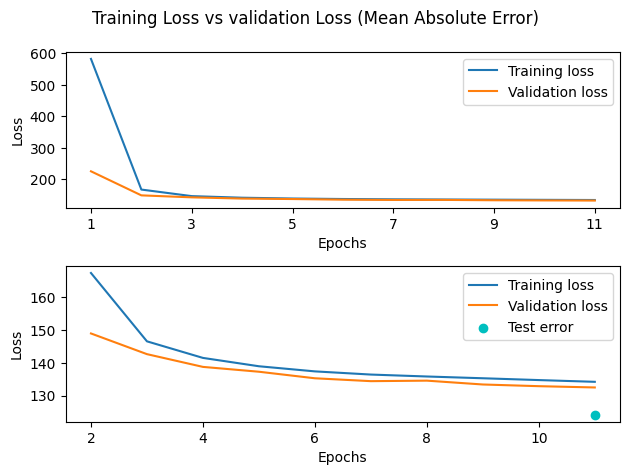 Training Loss vs validation Loss (Mean Absolute Error)
600
500
400
300
200
Loss
Training loss
Validation loss
1 3 5 7 9 11
Epochs
160
150
140
130
Loss
Training loss
Validation loss
Test error
2 4 6 8 10
Epochs